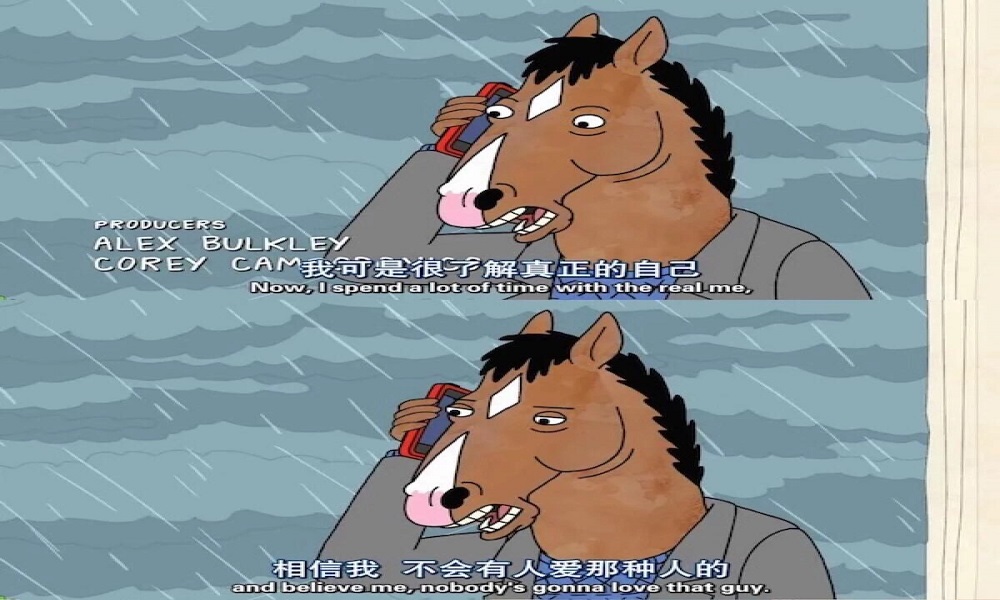 PRODUCERS
ALEX BULKLEY
COREY
我可是很了解真正的自己
Now, I spend a lot of time with the real me,
相信我 不会有人爱那种人的
and believe me, nobody's gonna love that guy.